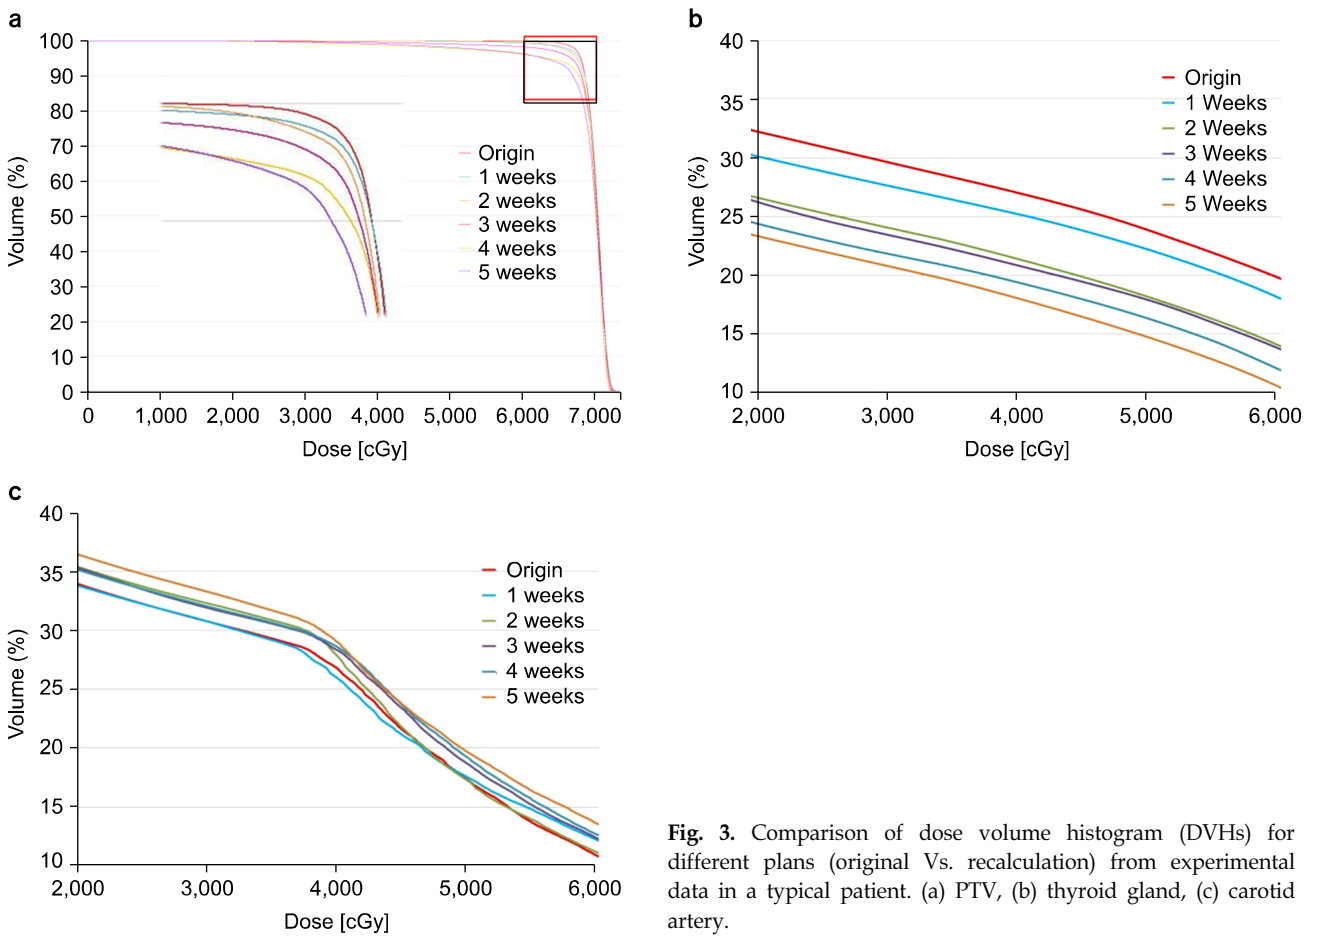 a
100
90
80
70
60
50
40
30
20
10
0
Volume (%)
Origin
1 weeks
2 weeks
3 weeks
4 weeks
5 weeks
0 1,000 2,000 3,000 4,000 5,000 6,000 7,000
Dose [cGy]
b
40
35
30
25
20
15
10
Volume (%)
Origin
1 Weeks
2 Weeks
3 Weeks
4 Weeks
5 Weeks
2,000 3,000 4,000 5,000 6,000
Dose [cGy]
c
40
35
30
25
20
15
10
Volume (%)
Origin
1 weeks
2 weeks
3 weeks
4 weeks
5 weeks
2,000 3,000 4,000 5,000 6,000
Dose [cGy]
Fig. 3. Comparison of dose volume histogram (DVHs) for
different plans (original Vs. recalculation) from experimental
data in a typical patient. (a) PTV, (b) thyroid gland, (c) carotid
artery.